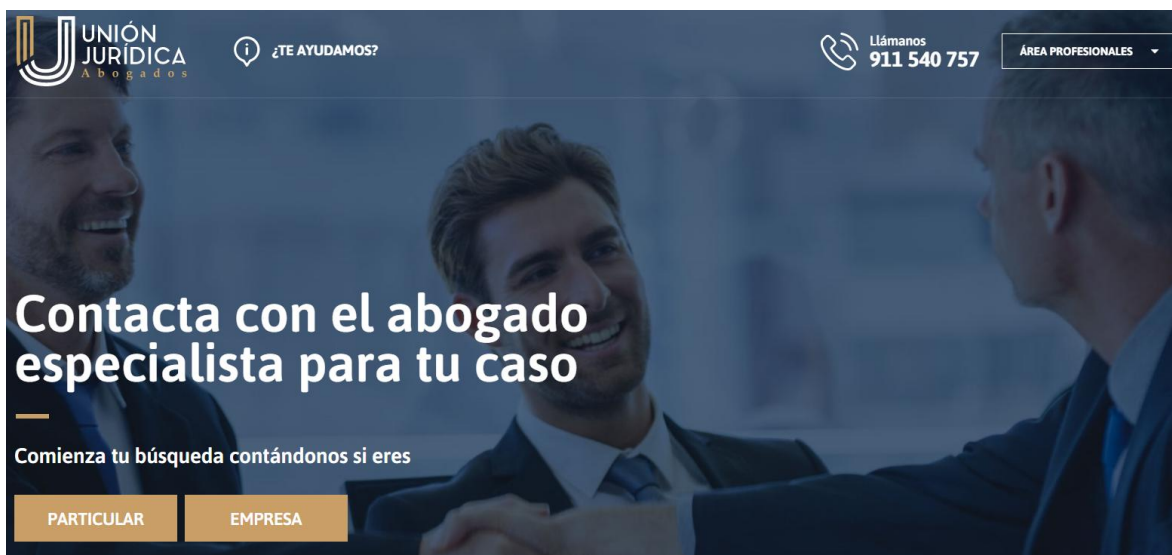 UNIÓN
JURÍDICA
Abogados
¿TE AYUDAMOS?
Llámanos
911 540 757
ÁREA PROFESIONALES
Contacta con el abogado
especialista para tu caso
Comienza tu búsqueda contándonos si eres
PARTICULAR
EMPRESA